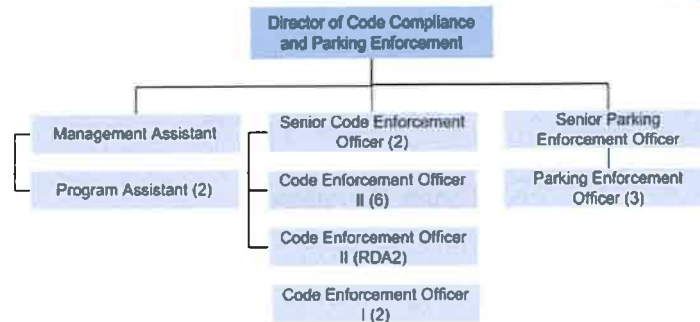 Director of Code Compliance
and Parking Enforcement
Management Assistant
Program Assistant (2)
Senior Code Enforcement
Officer (2)
Code Enforcement Officer
II (6)
Code Enforcement Officer
II (RDA2)
Code Enforcement Officer
I (2)
Senior Parking
Enforcement Officer
Parking Enforcement
Officer (3)